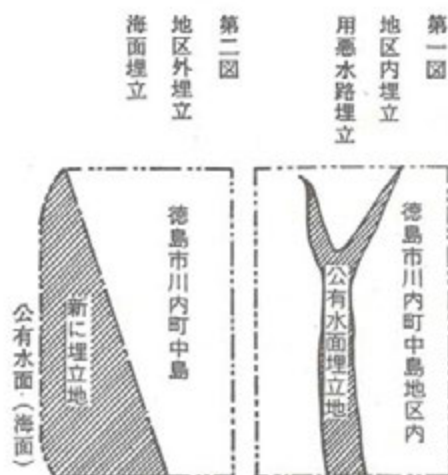 第一図
地区内埋立
用悪水路埋立
徳島市川内町中島地区内
公有水面埋立地
第二図
地区外埋立
海面埋立
徳島市川内町中島
新に埋立地
公有水面(海面)